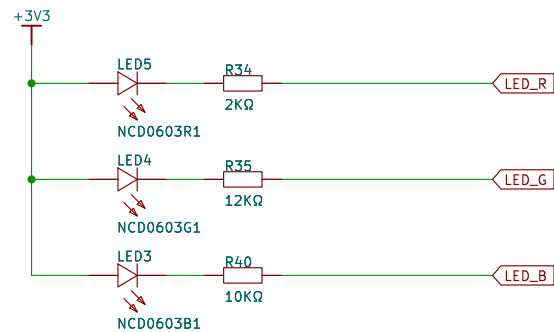 +3V3
LED5
R34
LED_R
2KΩ
NCD0603R1
LED4
R35
LED_G
12KΩ
NCD0603G1
LED3
R40
LED_B
10KΩ
NCD0603B1